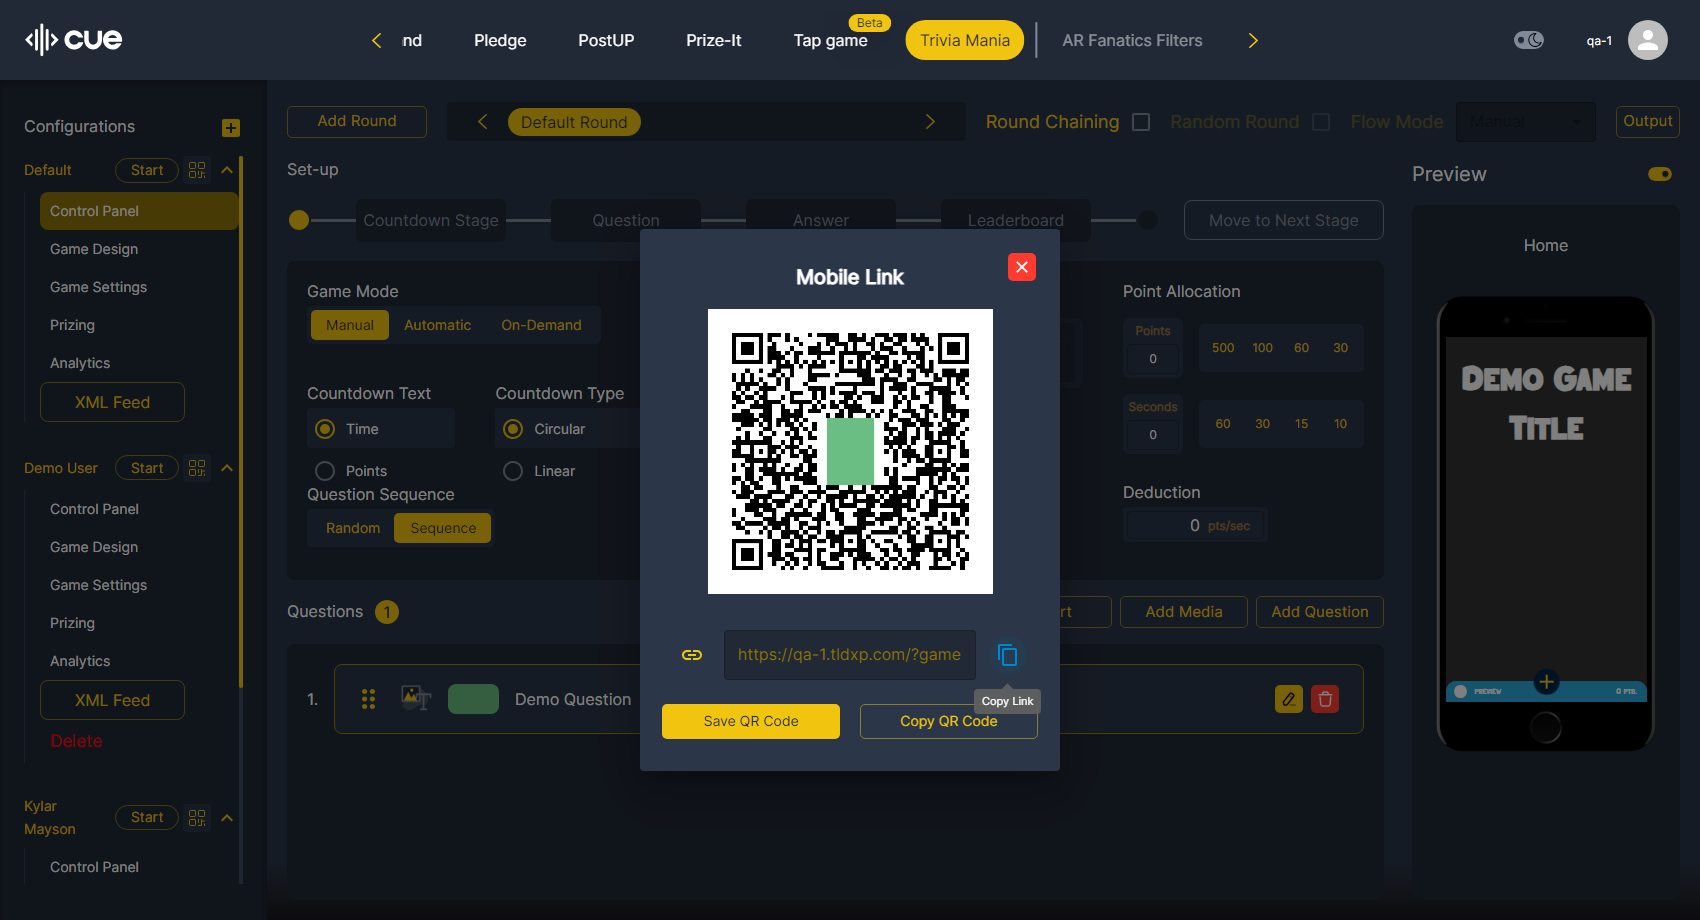 cue
nd
Pledge
PostUP
Prize-It
Tap game
Beta
Trivia Mania
AR Fanatics Filters
qa-1
Configurations
Default
Start
Control Panel
Game Design
Game Settings
Prizing
Analytics
XML Feed
Demo User
Start
Control Panel
Game Design
Game Settings
Prizing
Analytics
XML Feed
Delete
Kylar
Mayson
Start
Control Panel
Add Round
Default Round
Round Chaining
Random Round
Flow Mode
Manual
Output
Set-up
Countdown Stage
Question
Answer
Leaderboard
Move to Next Stage
Game Mode
Manual
Automatic
On-Demand
Countdown Text
Time
Points
Countdown Type
Circular
Linear
Question Sequence
Random
Sequence
Point Allocation
Points
0
500 100 60 30
Seconds
0
60 30 15 10
Deduction
0 pts/sec
Questions 1
rt
Add Media
Add Question
1.
Demo Question
Mobile Link
https://qa-1.tldxp.com/?game
Copy Link
Save QR Code
Copy QR Code
Preview
Home
Demo Game
Title
PREVIEW
0 PTS.